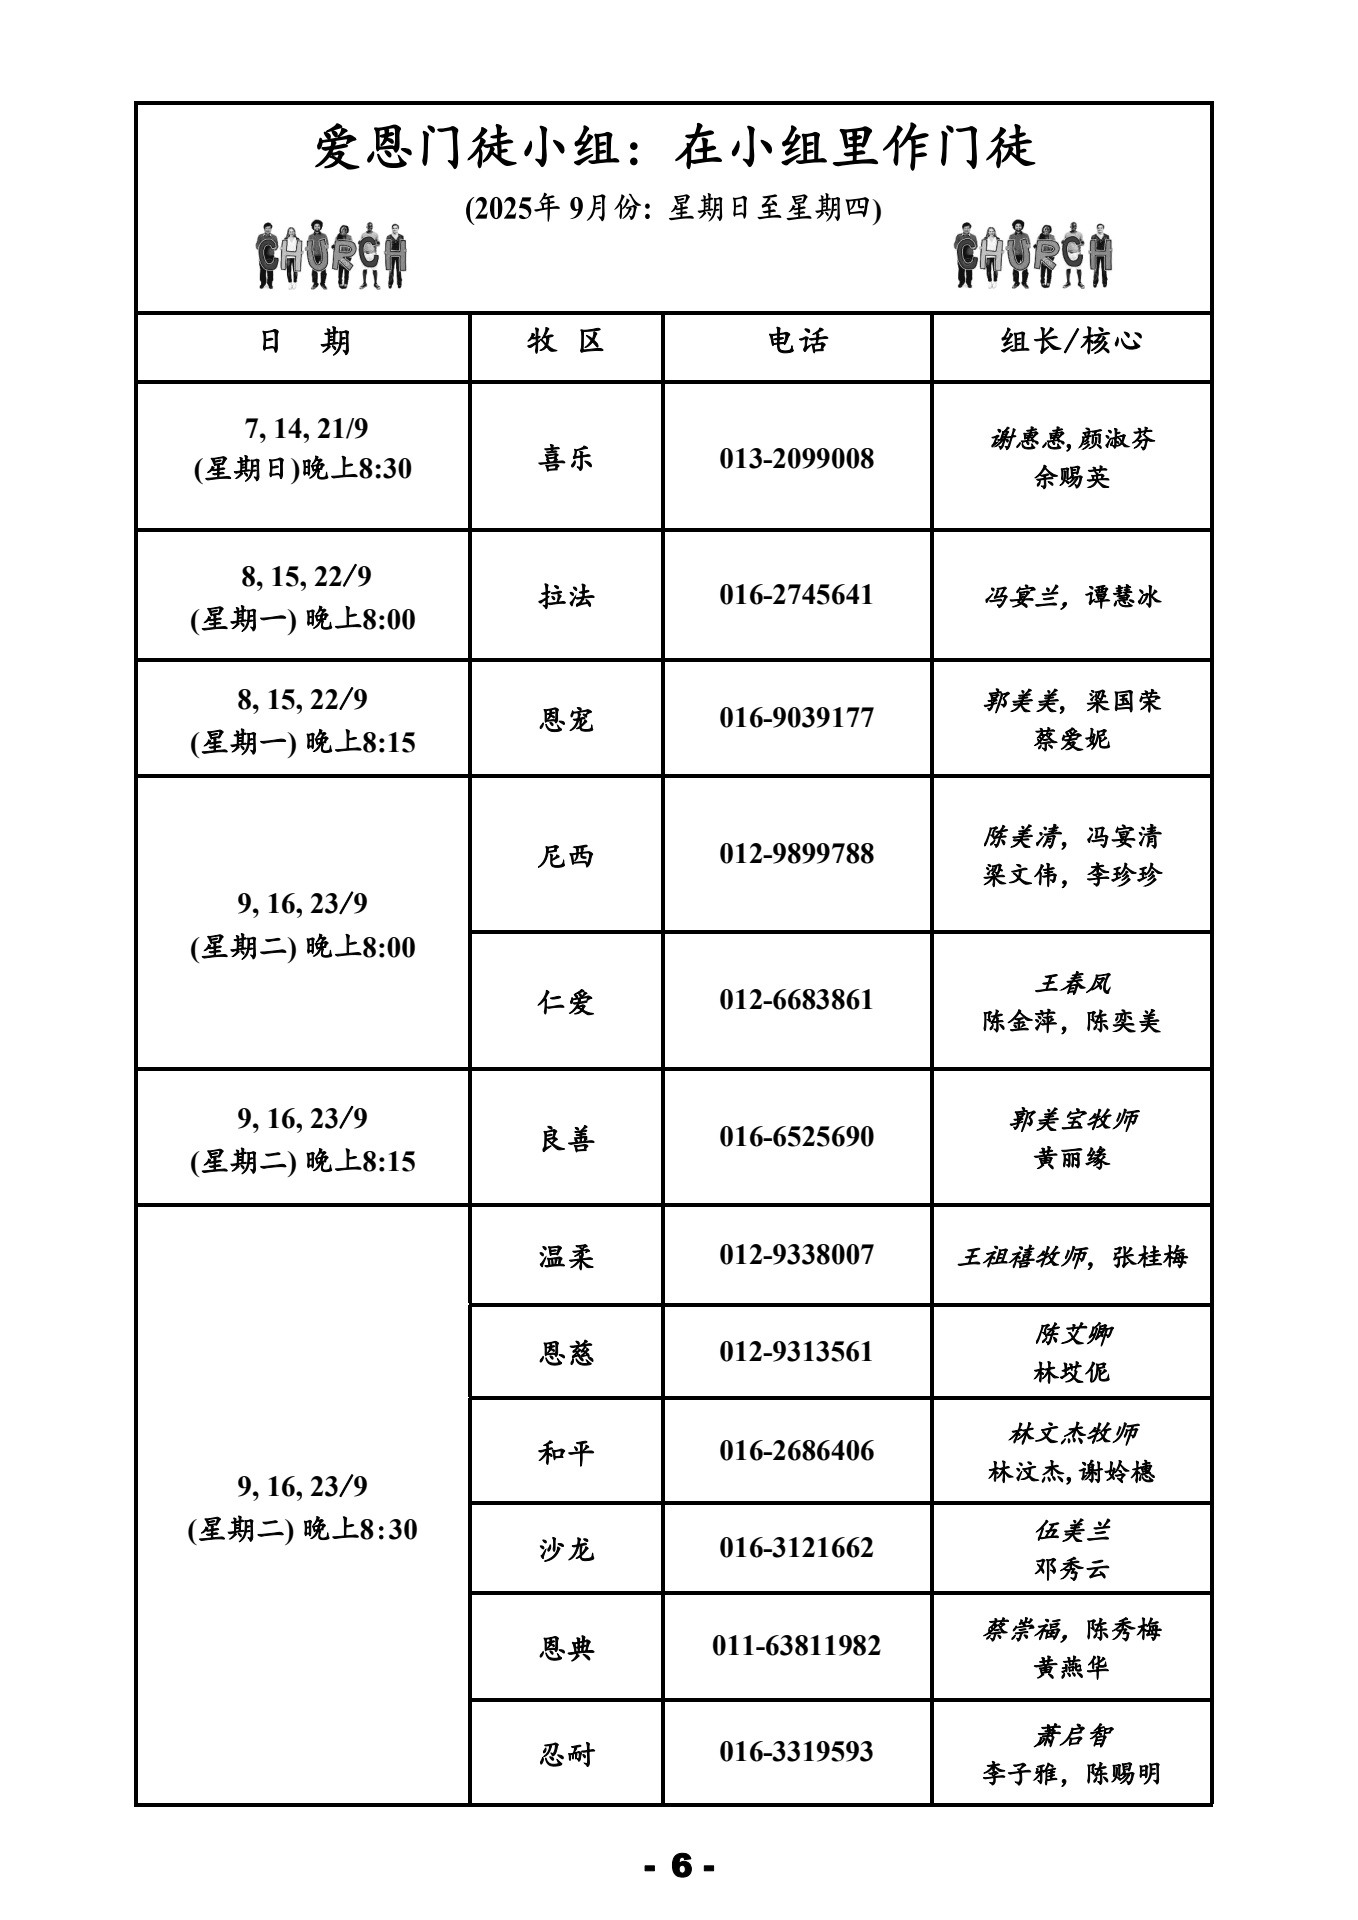 爱恩门徒小组：在小组里作门徒
(2025年 9月份: 星期日至星期四)
CHURCH
CHURCH
日 期
牧 区
电话
组长/核心
7, 14, 21/9
(星期日)晚上8:30
喜乐
013-2099008
谢惠惠,颜淑芬
余赐英
8, 15, 22/9
(星期一) 晚上8:00
拉法
016-2745641
冯宴兰，谭慧冰
8, 15, 22/9
(星期一) 晚上8:15
恩宠
016-9039177
郭美美，梁国荣
蔡爱妮
9, 16, 23/9
(星期二) 晚上8:00
尼西
012-9899788
陈美清，冯宴清
梁文伟，李珍珍
仁爱
012-6683861
王春凤
陈金萍，陈奕美
9, 16, 23/9
(星期二) 晚上8:15
良善
016-6525690
郭美宝牧师
黄丽缘
9, 16, 23/9
(星期二) 晚上8:30
温柔
012-9338007
王祖禧牧师，张桂梅
恩慈
012-9313561
陈艾卿
林妏伲
和平
016-2686406
林文杰牧师
林汶杰,谢姈橞
沙龙
016-3121662
伍美兰
邓秀云
恩典
011-63811982
蔡崇福，陈秀梅
黄燕华
忍耐
016-3319593
萧启智
李子雅，陈赐明
- 6 -